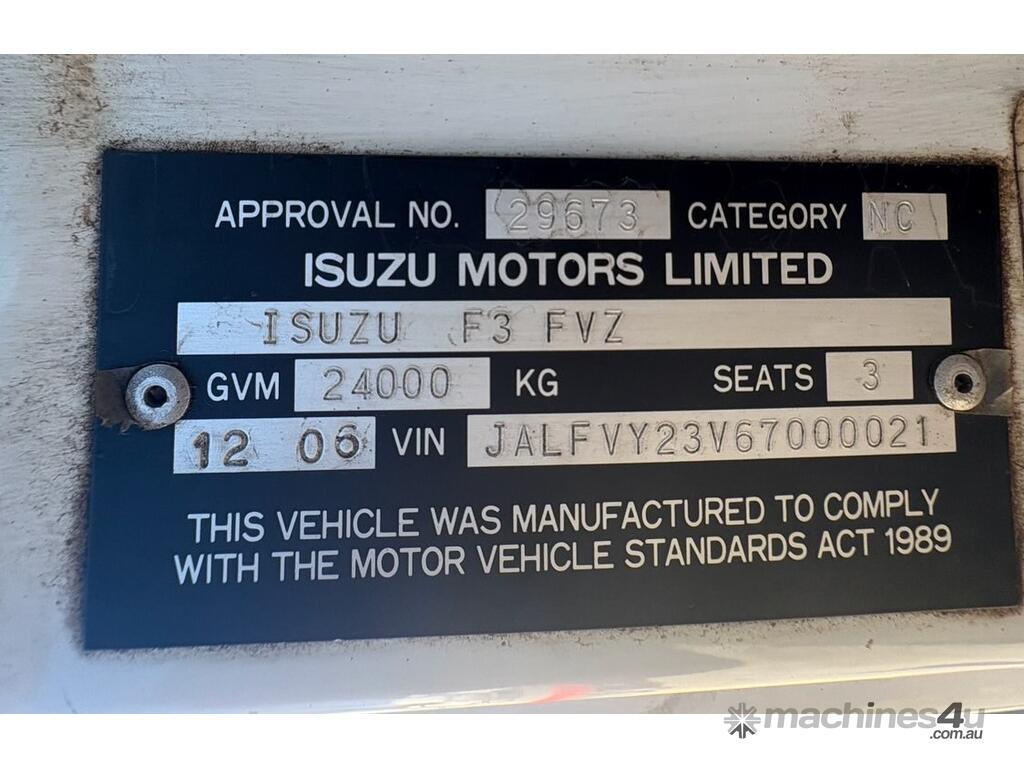 APPROVAL NO. 29673 CATEGORY NC
ISUZU MOTORS LIMITED
ISUZU F3 FVZ
GVM 24000 KG SEATS 3
12 06 VIN JALFVY23V67000021
THIS VEHICLE WAS MANUFACTURED TO COMPLY
WITH THE MOTOR VEHICLE STANDARDS ACT 1989
machines4u
.com.au